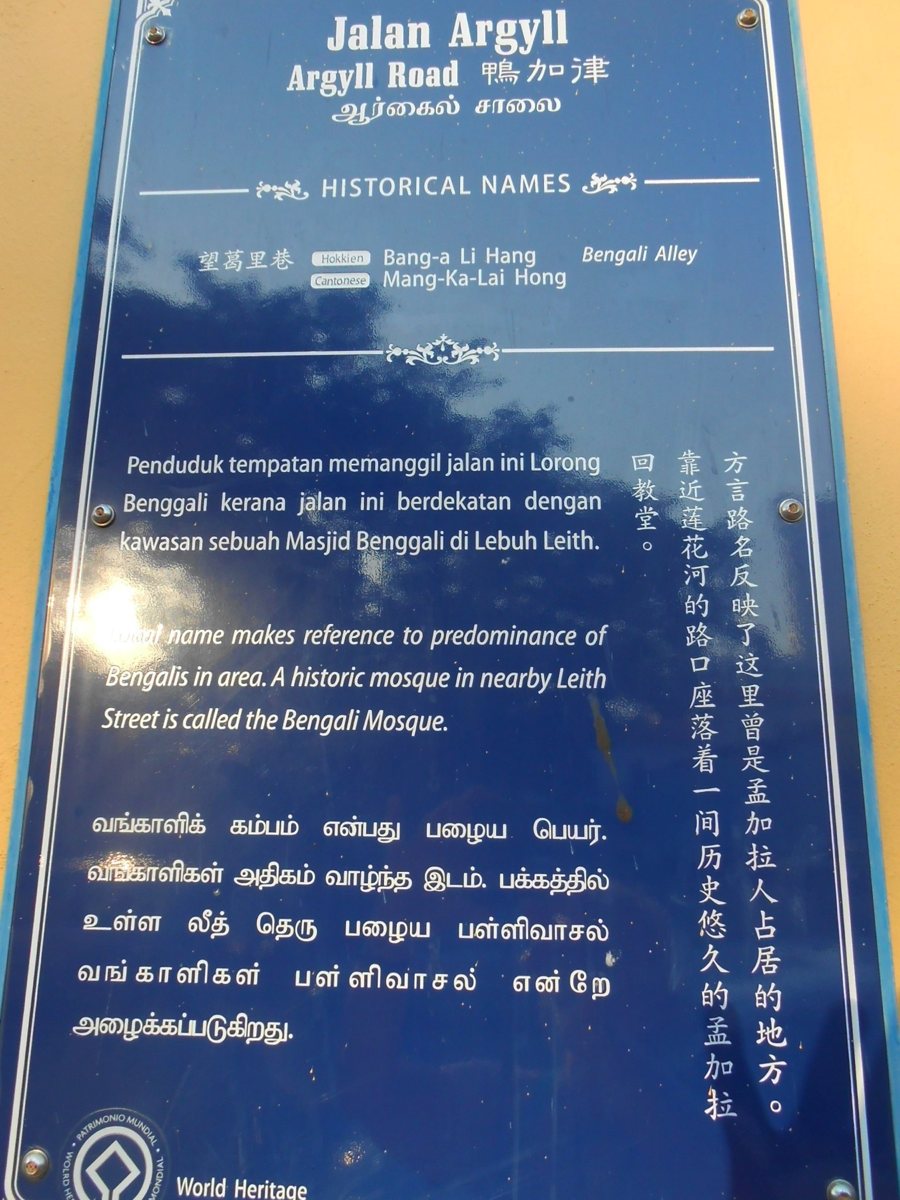 Jalan Argyll
Argyll Road 鴨加律
ஆர்கைல் சாலை
HISTORICAL NAMES
望葛里巷 Hokkien Bang-a Li Hang Bengali Alley
Cantonese Mang-Ka-Lai Hong
Penduduk tempatan memanggil jalan ini Lorong
Benggali kerana jalan ini berdekatan dengan
kawasan sebuah Masjid Benggali di Lebuh Leith.
name makes reference to predominance of
Bengalis in area. A historic mosque in nearby Leith
Street is called the Bengali Mosque.
வங்காளிக் கம்பம் என்பது பழைய பெயர்.
வங்காளிகள் அதிகம் வாழ்ந்த இடம். பக்கத்தில்
உள்ள லீத் தெரு பழைய பள்ளிவாசல்
வங்காளிகள் பள்ளிவாசல் என்றே
அழைக்கப்படுகிறது.
方言路名反映了这里曾是孟加拉人占居的地方。
靠近莲花河的路口座落着一间历史悠久的孟加拉
回教堂。
PATRIMONIO MUNDIAL
World Heritage